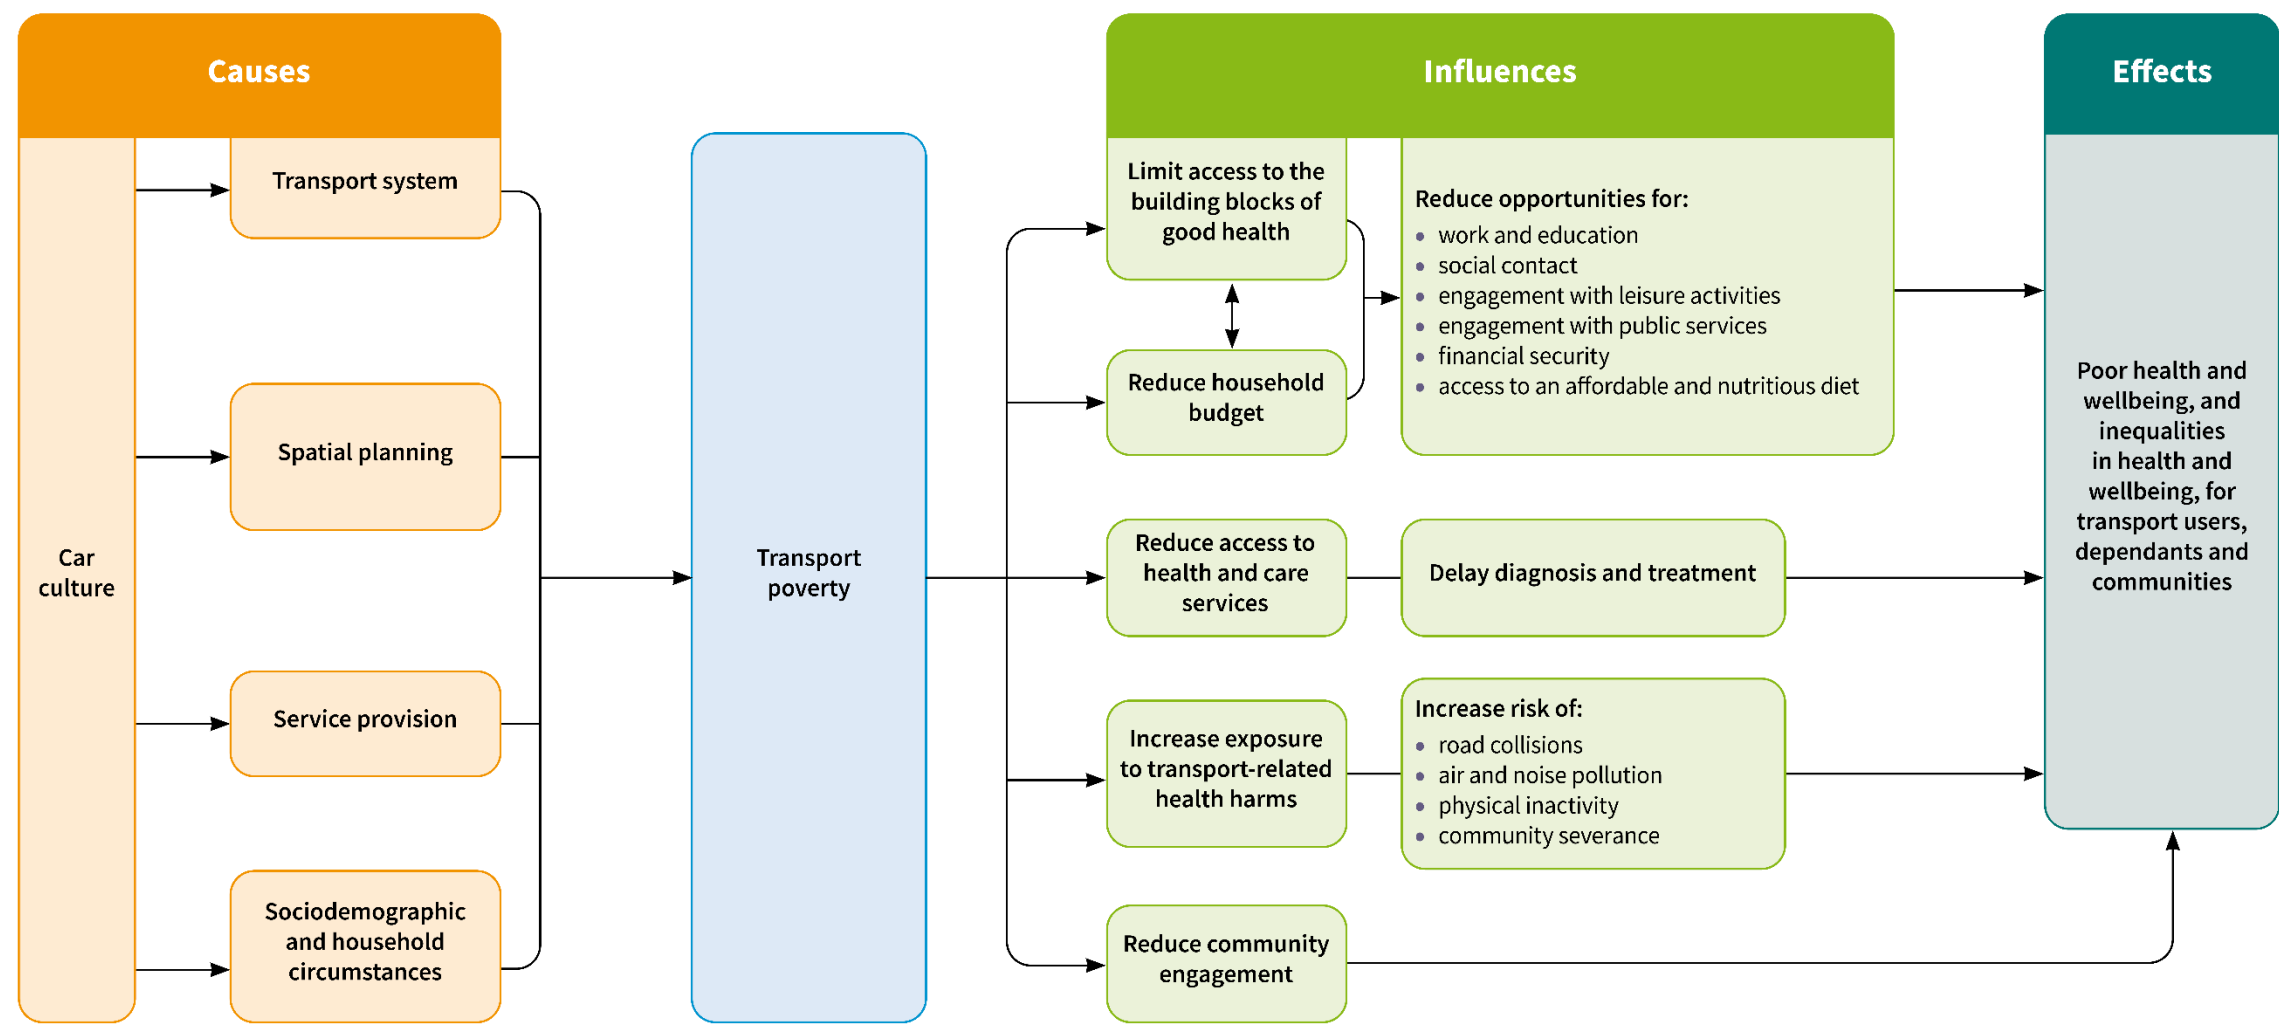 Causes
Car
culture
Transport system
Spatial planning
Service provision
Sociodemographic
and household
circumstances
Transport
poverty
Influences
Limit access to the
building blocks of
good health
Reduce household
budget
Reduce opportunities for:
• work and education
• social contact
• engagement with leisure activities
• engagement with public services
• financial security
• access to an affordable and nutritious diet
Reduce access to
health and care
services
Delay diagnosis and treatment
Increase exposure
to transport-related
health harms
Increase risk of:
• road collisions
• air and noise pollution
• physical inactivity
• community severance
Reduce community
engagement
Effects
Poor health and
wellbeing, and
inequalities
in health and
wellbeing, for
transport users,
dependants and
communities